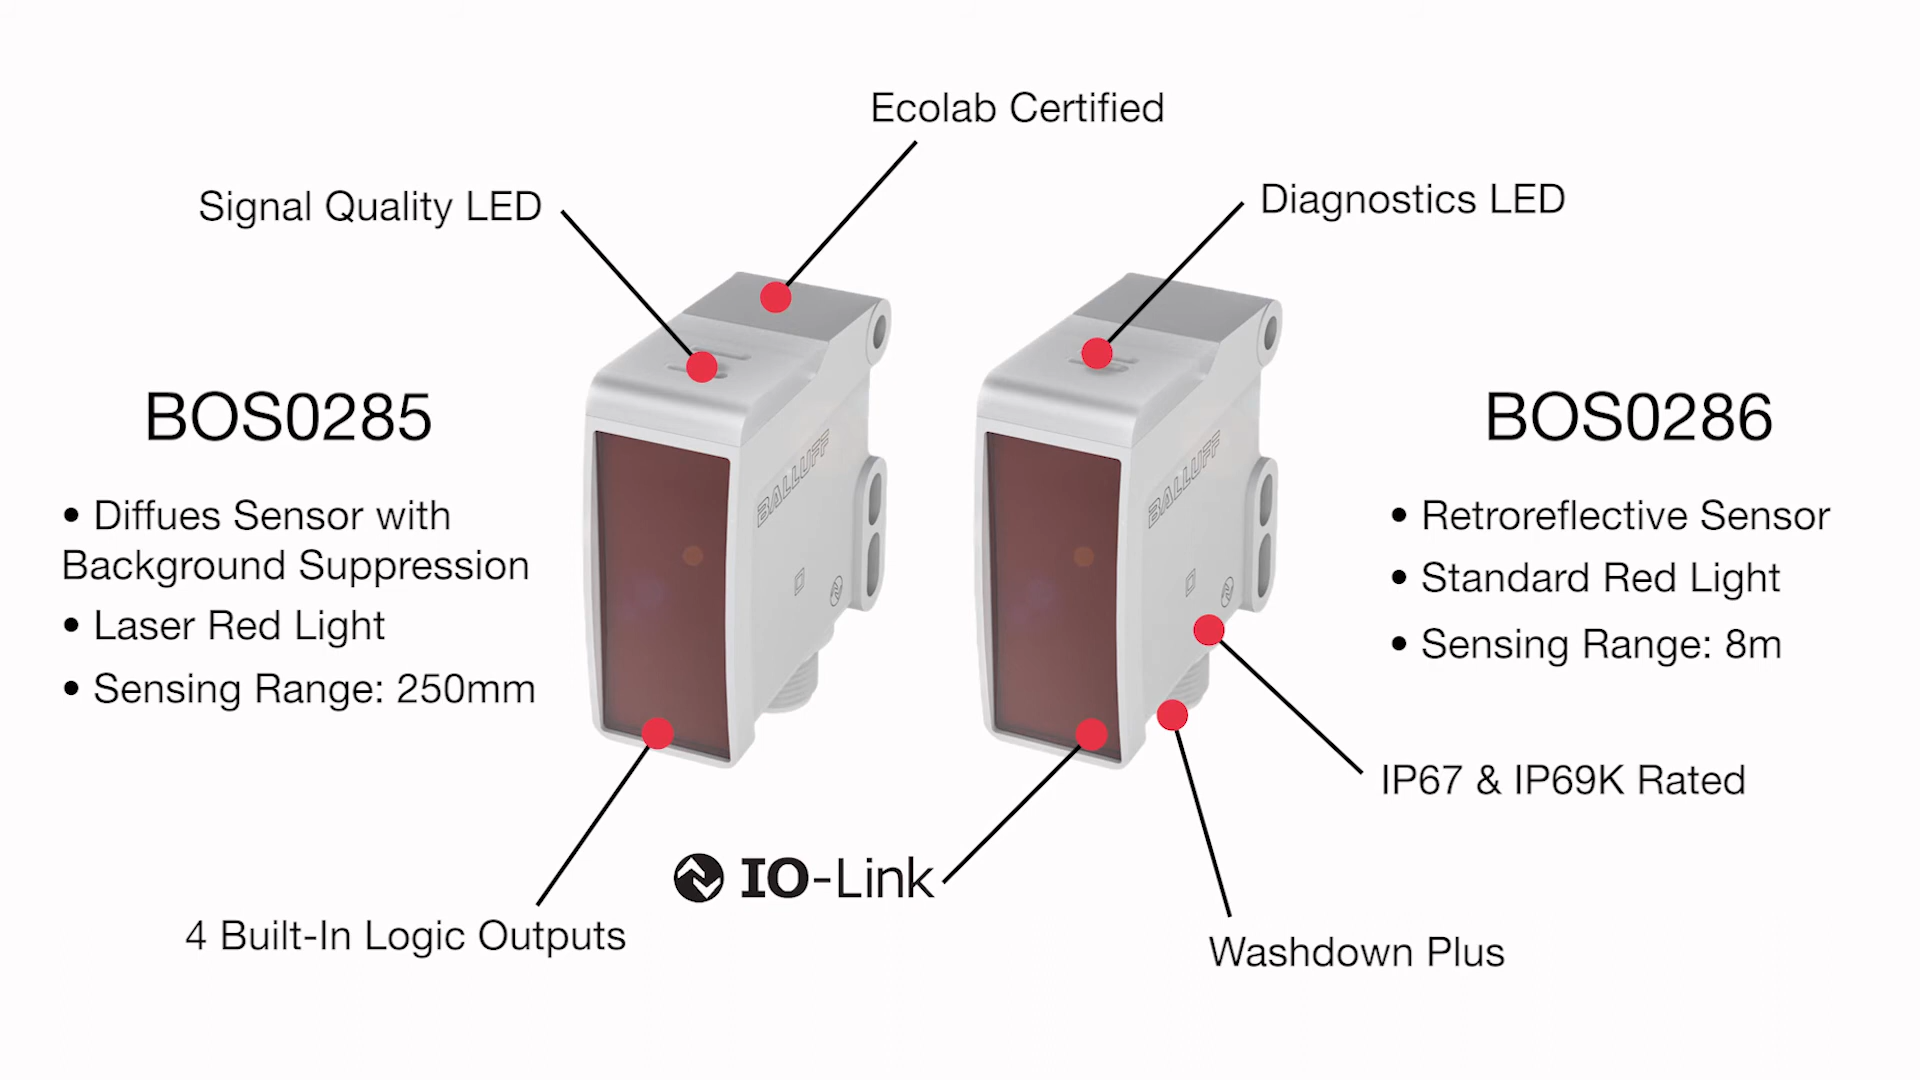 Ecolab Certified
Signal Quality LED
Diagnostics LED
BOS0285
• Diffues Sensor with
Background Suppression
• Laser Red Light
• Sensing Range: 250mm
BALLUFF
BALLUFF
BOS0286
• Retroreflective Sensor
• Standard Red Light
• Sensing Range: 8m
IP67 & IP69K Rated
IO-Link
4 Built-In Logic Outputs
Washdown Plus